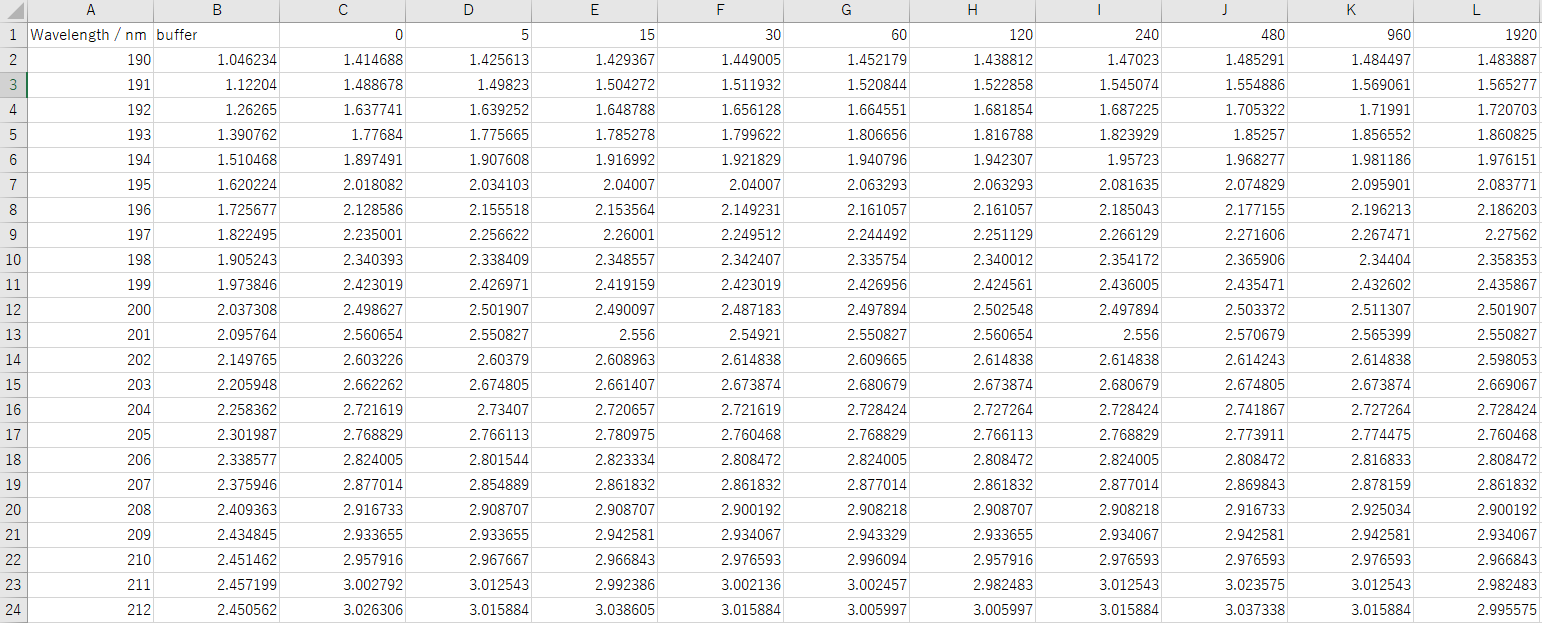 A B C D E F G H I J K L
1 Wavelength / nm buffer 0 5 15 30 60 120 240 480 960 1920
2 190 1.046234 1.414688 1.425613 1.429367 1.449005 1.452179 1.438812 1.47023 1.485291 1.484497 1.483887
3 191 1.12204 1.488678 1.49823 1.504272 1.511932 1.520844 1.522858 1.545074 1.554886 1.569061 1.565277
4 192 1.26265 1.637741 1.639252 1.648788 1.656128 1.664551 1.681854 1.687225 1.705322 1.71991 1.720703
5 193 1.390762 1.77684 1.775665 1.785278 1.799622 1.806656 1.816788 1.823929 1.85257 1.856552 1.860825
6 194 1.510468 1.897491 1.907608 1.916992 1.921829 1.940796 1.942307 1.95723 1.968277 1.981186 1.976151
7 195 1.620224 2.018082 2.034103 2.04007 2.04007 2.063293 2.063293 2.081635 2.074829 2.095901 2.083771
8 196 1.725677 2.128586 2.155518 2.153564 2.149231 2.161057 2.161057 2.185043 2.177155 2.196213 2.186203
9 197 1.822495 2.235001 2.256622 2.26001 2.249512 2.244492 2.251129 2.266129 2.271606 2.267471 2.27562
10 198 1.905243 2.340393 2.338409 2.348557 2.342407 2.335754 2.340012 2.354172 2.365906 2.34404 2.358353
11 199 1.973846 2.423019 2.426971 2.419159 2.423019 2.426956 2.424561 2.436005 2.435471 2.432602 2.435867
12 200 2.037308 2.498627 2.501907 2.490097 2.487183 2.497894 2.502548 2.497894 2.503372 2.511307 2.501907
13 201 2.095764 2.560654 2.550827 2.556 2.54921 2.550827 2.560654 2.556 2.570679 2.565399 2.550827
14 202 2.149765 2.603226 2.60379 2.608963 2.614838 2.609665 2.614838 2.614838 2.614243 2.614838 2.598053
15 203 2.205948 2.662262 2.674805 2.661407 2.673874 2.680679 2.673874 2.680679 2.674805 2.673874 2.669067
16 204 2.258362 2.721619 2.73407 2.720657 2.721619 2.728424 2.727264 2.728424 2.741867 2.727264 2.728424
17 205 2.301987 2.768829 2.766113 2.780975 2.760468 2.768829 2.766113 2.768829 2.773911 2.774475 2.760468
18 206 2.338577 2.824005 2.801544 2.823334 2.808472 2.824005 2.808472 2.824005 2.808472 2.816833 2.808472
19 207 2.375946 2.877014 2.854889 2.861832 2.861832 2.877014 2.861832 2.877014 2.869843 2.878159 2.861832
20 208 2.409363 2.916733 2.908707 2.908707 2.900192 2.908218 2.908707 2.908218 2.916733 2.925034 2.900192
21 209 2.434845 2.933655 2.933655 2.942581 2.934067 2.943329 2.933655 2.934067 2.942581 2.942581 2.934067
22 210 2.451462 2.957916 2.967667 2.966843 2.976593 2.996094 2.957916 2.976593 2.976593 2.976593 2.966843
23 211 2.457199 3.002792 3.012543 2.992386 3.002136 3.002457 2.982483 3.012543 3.023575 3.012543 2.982483
24 212 2.450562 3.026306 3.015884 3.038605 3.015884 3.005997 3.005997 3.015884 3.037338 3.015884 2.995575